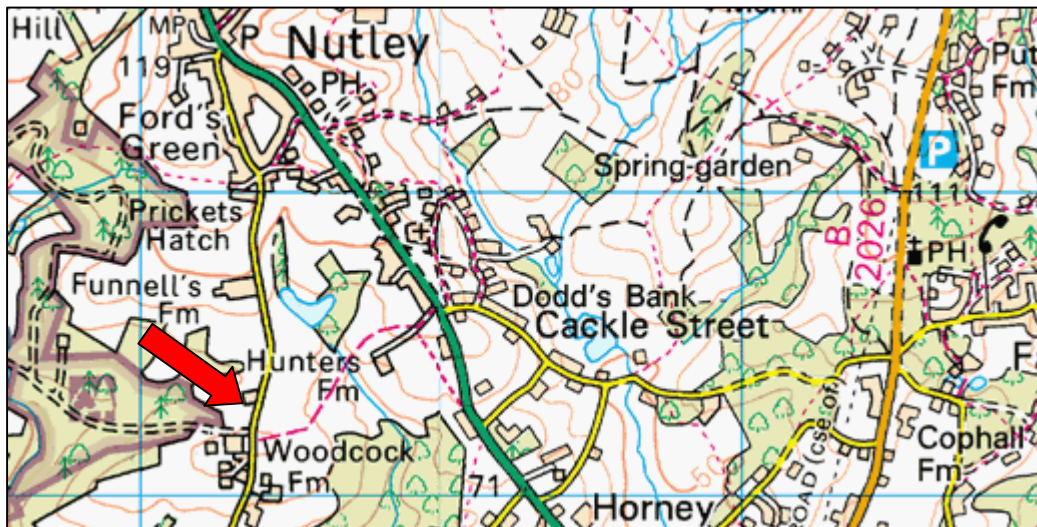 Hill
MP
P
Nutley
119
PH
Put
Fm
Ford's
Green
P
Spring-garden
111
Prickets
Hatch
B
2026
PH
Funnell's
Fm
Dodd's Bank
Cackle Street
Hunters
Fm
Woodcock
Fm
71
50
80
Horney
ROAD (course of)
Cophall
Fm